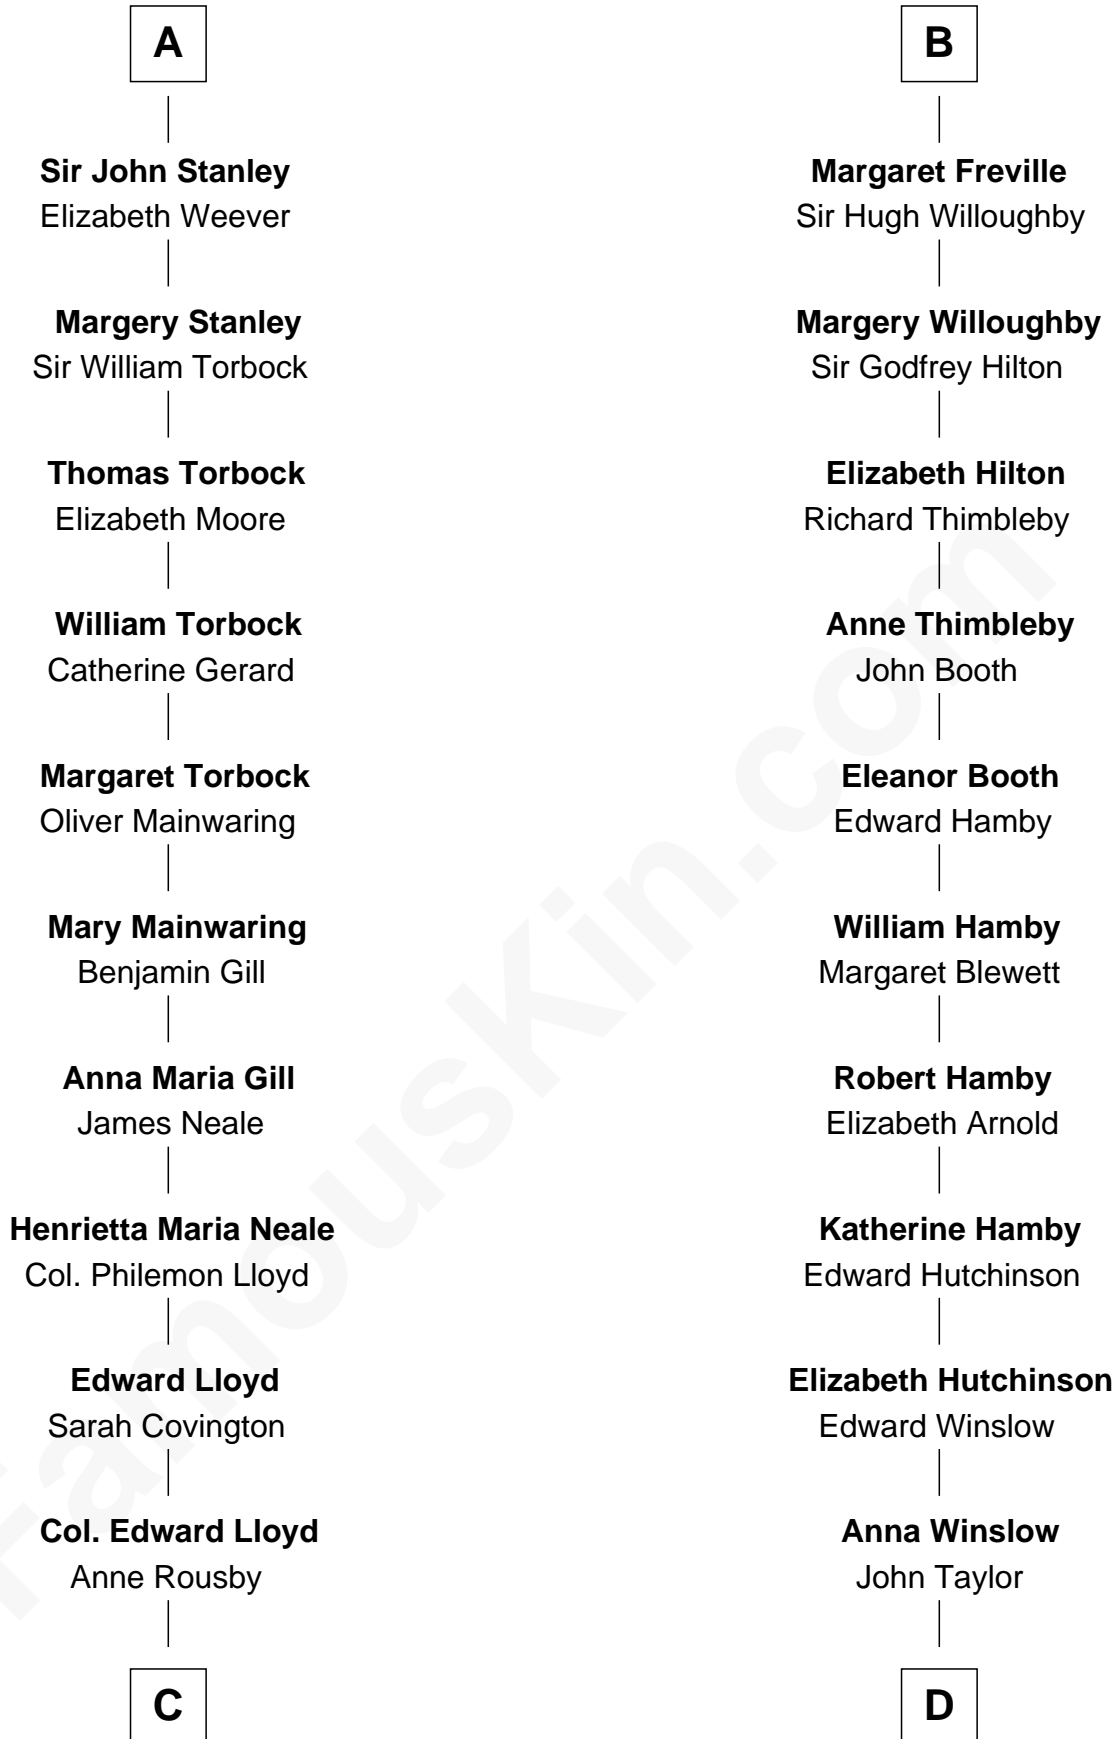 A
Sir John Stanley
Elizabeth Weever
Margery Stanley
Sir William Torbock
Thomas Torbock
Elizabeth Moore
William Torbock
Catherine Gerard
Margaret Torbock
Oliver Mainwaring
Mary Mainwaring
Benjamin Gill
Anna Maria Gill
James Neale
Henrietta Maria Neale
Col. Philemon Lloyd
Edward Lloyd
Sarah Covington
Col. Edward Lloyd
Anne Rousby
C
B
Margaret Freville
Sir Hugh Willoughby
Margery Willoughby
Sir Godfrey Hilton
Elizabeth Hilton
Richard Thimbleby
Anne Thimbleby
John Booth
Eleanor Booth
Edward Hamby
William Hamby
Margaret Blewett
Robert Hamby
Elizabeth Arnold
Katherine Hamby
Edward Hutchinson
Elizabeth Hutchinson
Edward Winslow
Anna Winslow
John Taylor
D
FamousKin.com